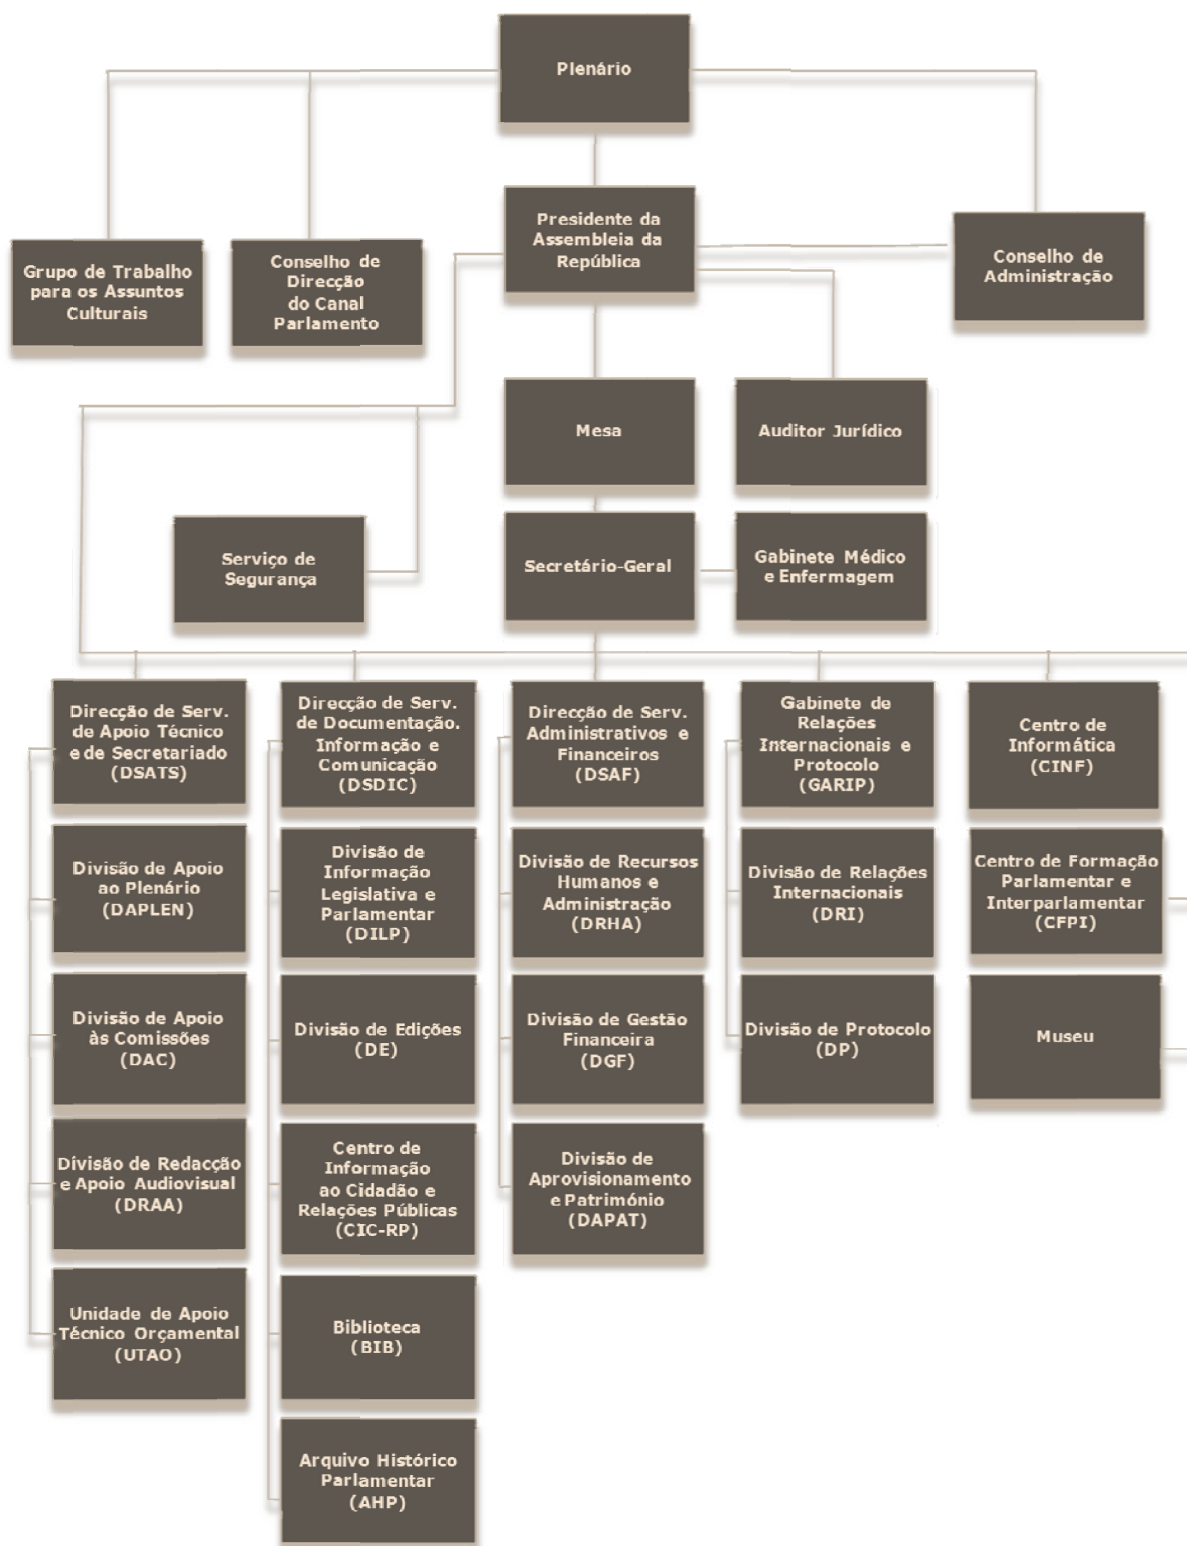 Plenário
Presidente da
Assembleia da
República
Grupo de Trabalho
para os Assuntos
Culturais
Conselho de
Direcção
do Canal
Parlamento
Conselho de
Administração
Mesa
Auditor Jurídico
Serviço de
Segurança
Secretário-Geral
Gabinete Médico
e Enfermagem
Direcção de Serv.
de Apoio Técnico
e de Secretariado
(DSATS)
Divisão de Apoio
ao Plenário
(DAPLEN)
Divisão de Apoio
às Comissões
(DAC)
Divisão de Redacção
e Apoio Audiovisual
(DRAA)
Unidade de Apoio
Técnico Orçamental
(UTAO)
Direcção de Serv.
de Documentação.
Informação e
Comunicação
(DSDIC)
Divisão de
Informação
Legislativa e
Parlamentar
(DILP)
Divisão de Edições
(DE)
Centro de
Informação
ao Cidadão e
Relações Públicas
(CIC-RP)
Biblioteca
(BIB)
Arquivo Histórico
Parlamentar
(AHP)
Direcção de Serv.
Administrativos e
Financeiros
(DSAF)
Divisão de Recursos
Humanos e
Administração
(DRHA)
Divisão de Gestão
Financeira
(DGF)
Divisão de
Aprovisionamento
e Património
(DAPAT)
Gabinete de
Relações
Internacionais e
Protocolo
(GARIP)
Divisão de Relações
Internacionais
(DRI)
Divisão de Protocolo
(DP)
Centro de
Informática
(CINF)
Centro de Formação
Parlamentar e
Interparlamentar
(CFPI)
Museu